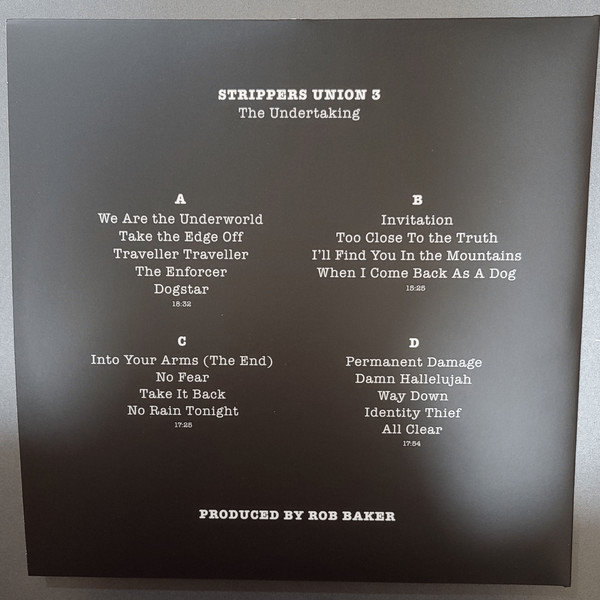 STRIPPERS UNION 3
The Undertaking
A
We Are the Underworld
Take the Edge Off
Traveller Traveller
The Enforcer
Dogstar
18:32
B
Invitation
Too Close To the Truth
I'll Find You In the Mountains
When I Come Back As A Dog
15:25
C
Into Your Arms (The End)
No Fear
Take It Back
No Rain Tonight
17:25
D
Permanent Damage
Damn Hallelujah
Way Down
Identity Thief
All Clear
17:54
PRODUCED BY ROB BAKER